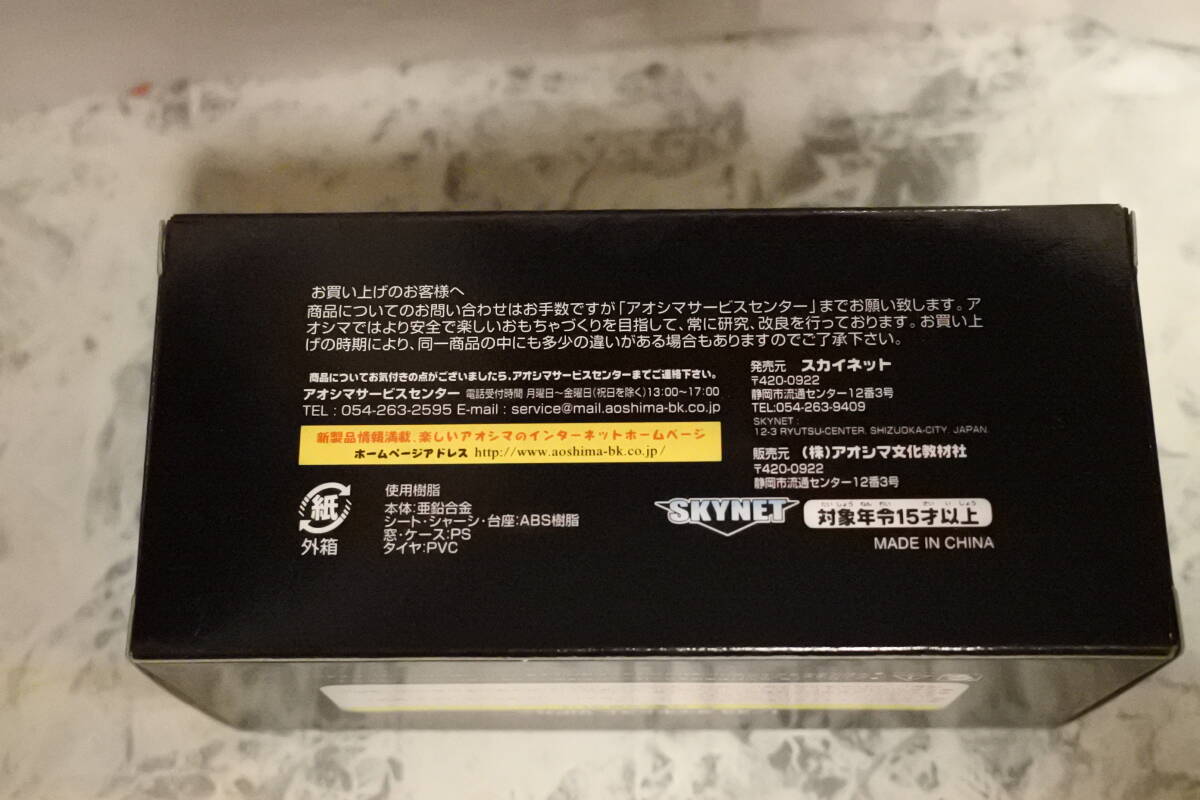 お買い上げのお客様へ
商品についてのお問い合わせはお手数ですが「アオシマサービスセンター」までお願い致します。ア
オシマではより安全で楽しいおもちゃづくりを目指して、常に研究、改良を行っております。お買い上
げの時期により、同一商品の中にも多少の違いがある場合もありますのでご了承下さい。
商品についてお気付きの点がございましたら、アオシマサービスセンターまでご連絡下さい。
アオシマサービスセンター 電話受付時間 月曜日～金曜日(祝日を除く)13:00～17:00
TEL : 054-263-2595 E-mail : service@mail.aoshima-bk.co.jp
新製品情報満載、楽しいアオシマのインターネットホームページ
ホームページアドレス http://www.aoshima-bk.co.jp/
発売元 スカイネット
〒420-0922
静岡市流通センター12番3号
TEL:054-263-9409
SKYNET :
12-3 RYUTSU-CENTER. SHIZUOKA-CITY. JAPAN.
販売元 (株)アオシマ文化教材社
〒420-0922
静岡市流通センター12番3号
紙
外箱
使用樹脂
本体:亜鉛合金
シート・シャーシ・台座:ABS樹脂
窓・ケース:PS
タイヤ:PVC
SKYNET
たいしょうねんれい さいいじょう
対象年令15才以上
MADE IN CHINA